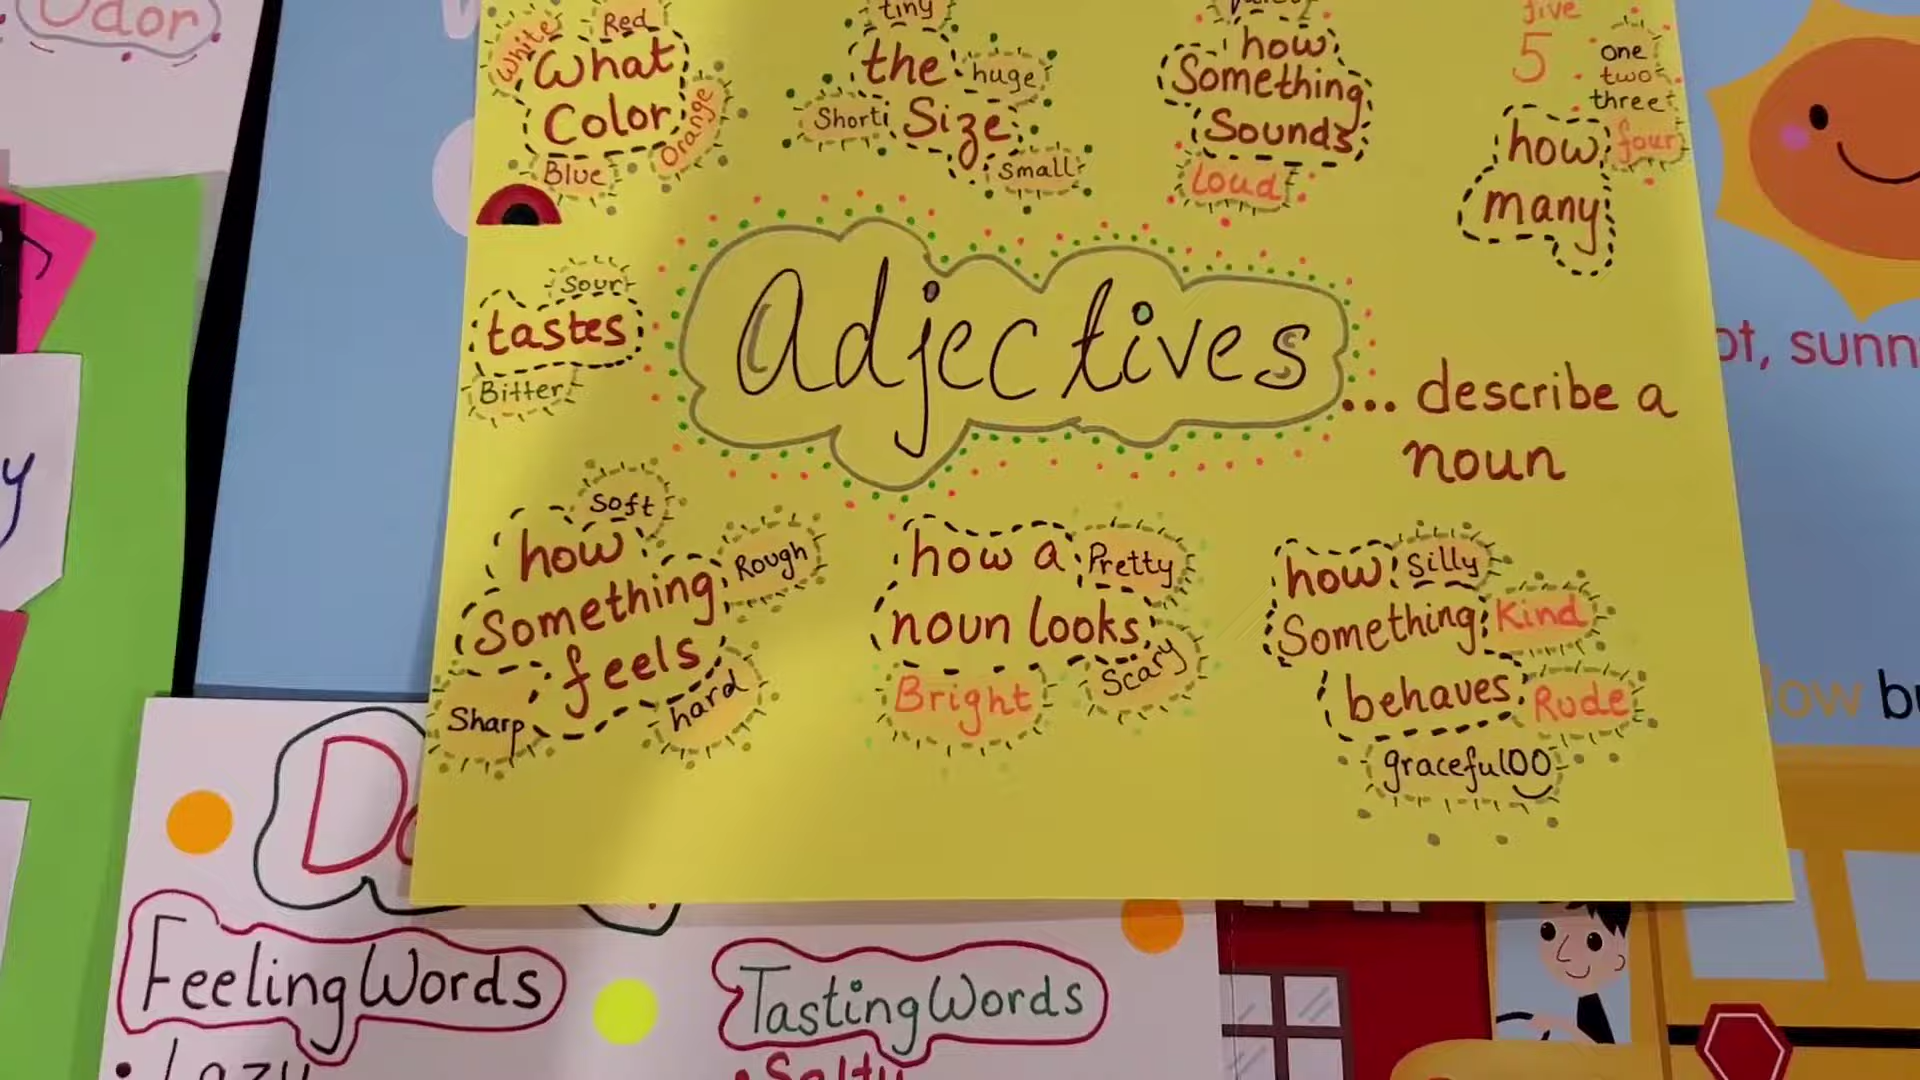 Odor
White
Red
What
Color
Orange
Blue
tiny
the
huge
Short
Size
Small
how
Something
Sounds
Loud
five
5
one
two
three
four
how
many
Sour
tastes
Bitter
Adjectives
... describe a
noun
Soft
how
Rough
Something
feels
Sharp
hard
how a
Pretty
noun looks
Bright
Scary
how
Silly
Something
Kind
behaves
Rude
graceful
Feeling Words
• Lazy
Tasting Words
• Salty